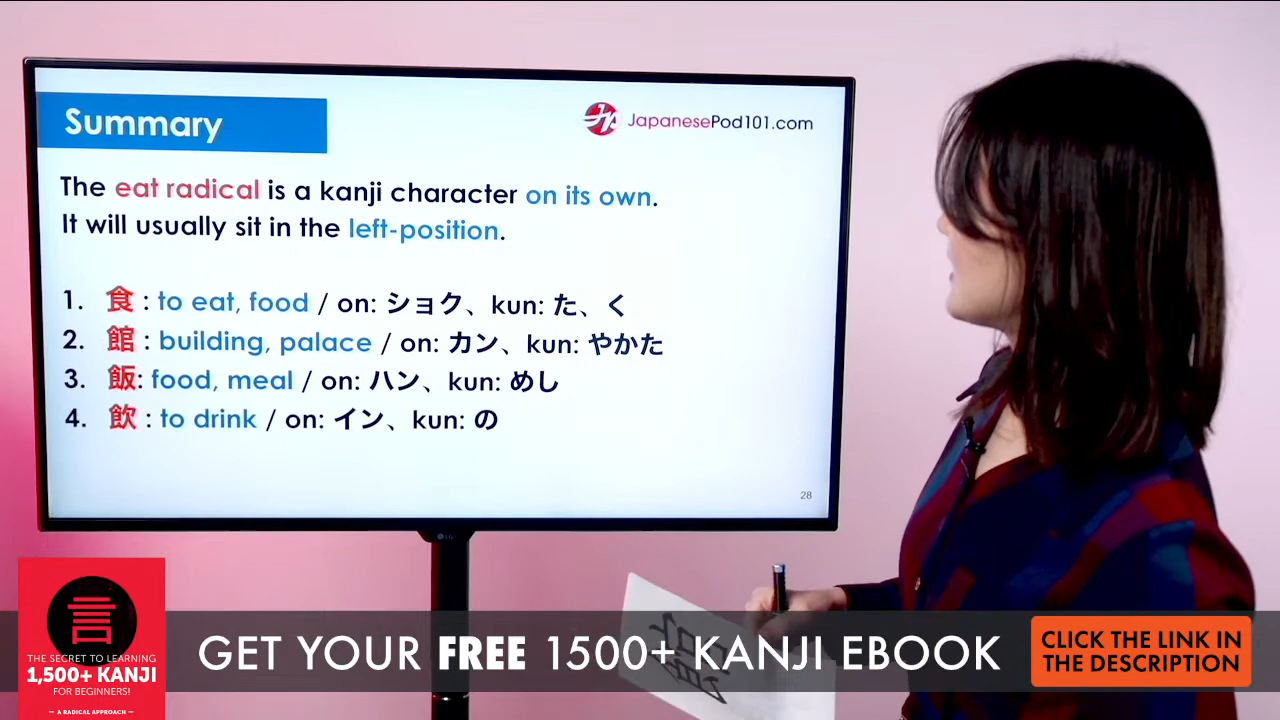 Summary
JapanesePod101.com
The eat radical is a kanji character on its own.
It will usually sit in the left-position.
1. 食 : to eat, food / on: ショク、kun: た、く
2. 館 : building, palace / on: カン、kun: やかた
3. 飯: food, meal / on: ハン、kun: めし
4. 飲 : to drink / on: イン、kun: の
28
LG
言
THE SECRET TO LEARNING
1,500+ KANJI
FOR BEGINNERS!
— A RADICAL APPROACH —
GET YOUR FREE 1500+ KANJI EBOOK
CLICK THE LINK IN
THE DESCRIPTION